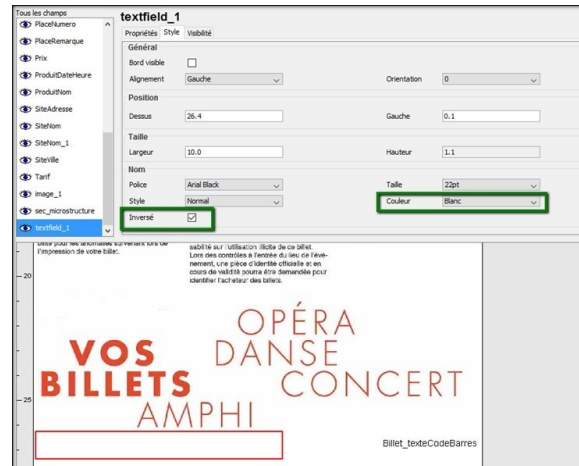 Tous les champs
textfield_1
PlaceNumero
PlaceRemarque
Prix
ProduitDateHeure
ProduitNom
SiteAdresse
SiteNom
SiteNom_1
SiteVille
Tarif
image_1
sec_microstructure
textfield_1
Propriétés Style Visibilité
Général
Bord visible
Alignement Gauche Orientation 0
Position
Dessus 26.4 Gauche 0.1
Taille
Largeur 10.0 Hauteur 1.1
Nom
Police Arial Black Taille 22pt
Style Normal Couleur Blanc
Inversé
l'impression de votre billet.
sabilité sur l'utilisation illicite de ce billet.
Lors des contrôles à l'entrée du lieu de l'évé-
nement, une pièce d'identité officielle et en
cours de validité pourra être demandée pour
identifier l'acheteur des billets.
20
OPÉRA
VOS DANSE
BILLETS CONCERT
25
AMPHI
Billet_texteCodeBarres